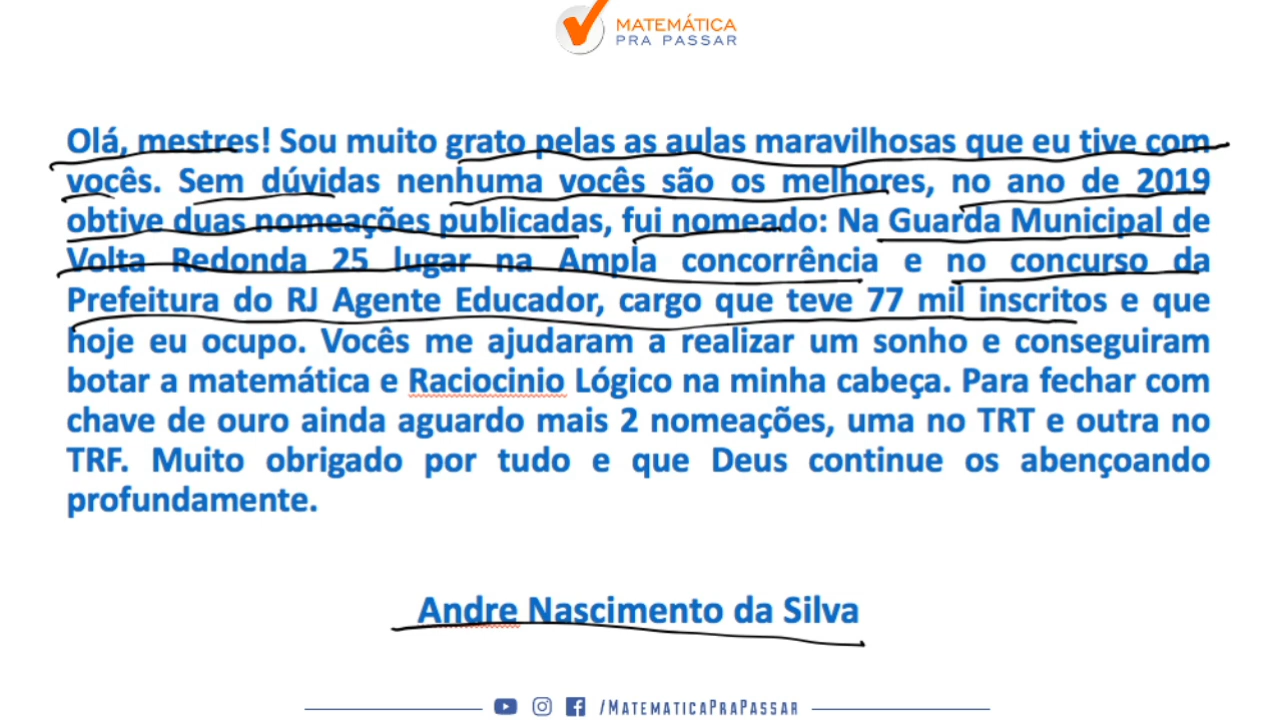 MATEMÁTICA
PRA PASSAR
Olá, mestres! Sou muito grato pelas as aulas maravilhosas que eu tive com
vocês. Sem dúvidas nenhuma vocês são os melhores, no ano de 2019
obtive duas nomeações publicadas, fui nomeado: Na Guarda Municipal de
Volta Redonda 25 lugar na Ampla concorrência e no concurso da
Prefeitura do RJ Agente Educador, cargo que teve 77 mil inscritos e que
hoje eu ocupo. Vocês me ajudaram a realizar um sonho e conseguiram
botar a matemática e Raciocinio Lógico na minha cabeça. Para fechar com
chave de ouro ainda aguardo mais 2 nomeações, uma no TRT e outra no
TRF. Muito obrigado por tudo e que Deus continue os abençoando
profundamente.
Andre Nascimento da Silva
/MATEMATICAPRAPASSAR